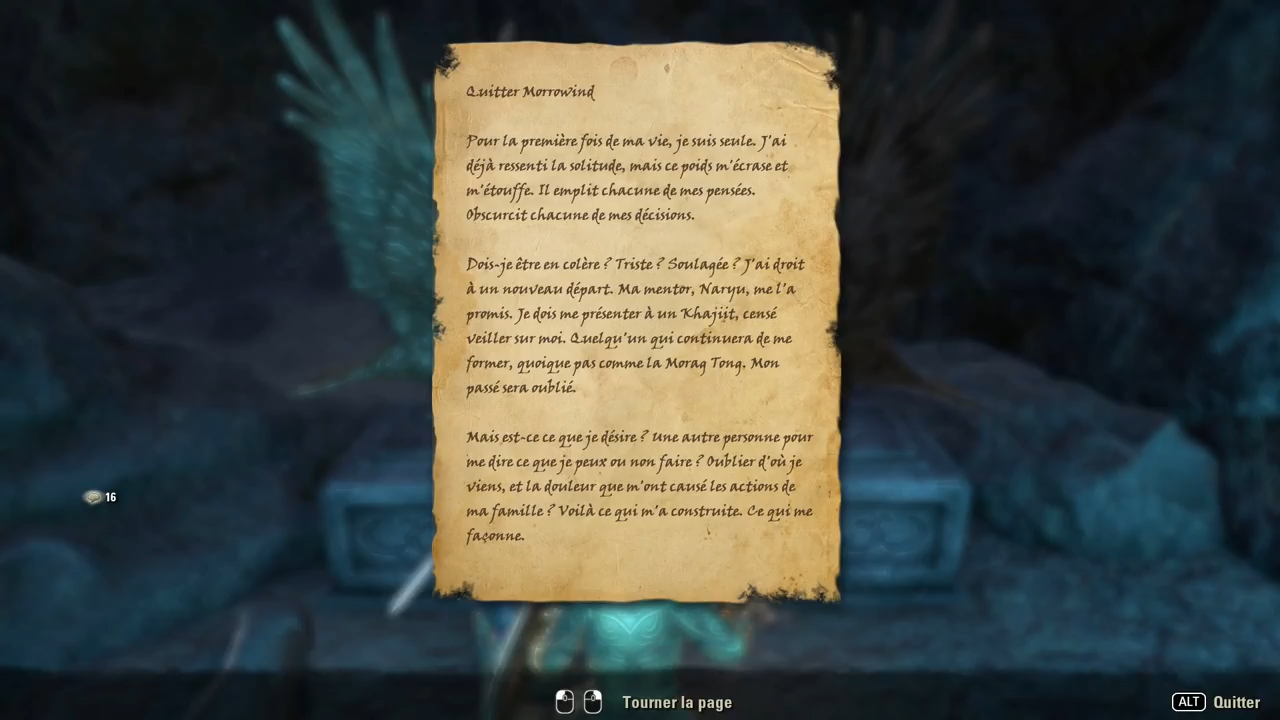 Quitter Morrowind
Pour la première fois de ma vie, je suis seule. J'ai
déjà ressenti la solitude, mais ce poids m'écrase et
m'étouffe. Il emplit chacune de mes pensées.
Obscurcit chacune de mes décisions.
Dois-je être en colère ? Triste ? Soulagée ? J'ai droit
à un nouveau départ. Ma mentor, Naryu, me l'a
promis. Je dois me présenter à un Khajiit, censé
veiller sur moi. Quelqu'un qui continuera de me
former, quoique pas comme la Morag Tong. Mon
passé sera oublié.
Mais est-ce ce que je désire ? Une autre personne pour
me dire ce que je peux ou non faire ? Oublier d'où je
viens, et la douleur que m'ont causé les actions de
ma famille ? Voilà ce qui m'a construite. Ce qui me
façonne.
16
Tourner la page
ALT Quitter